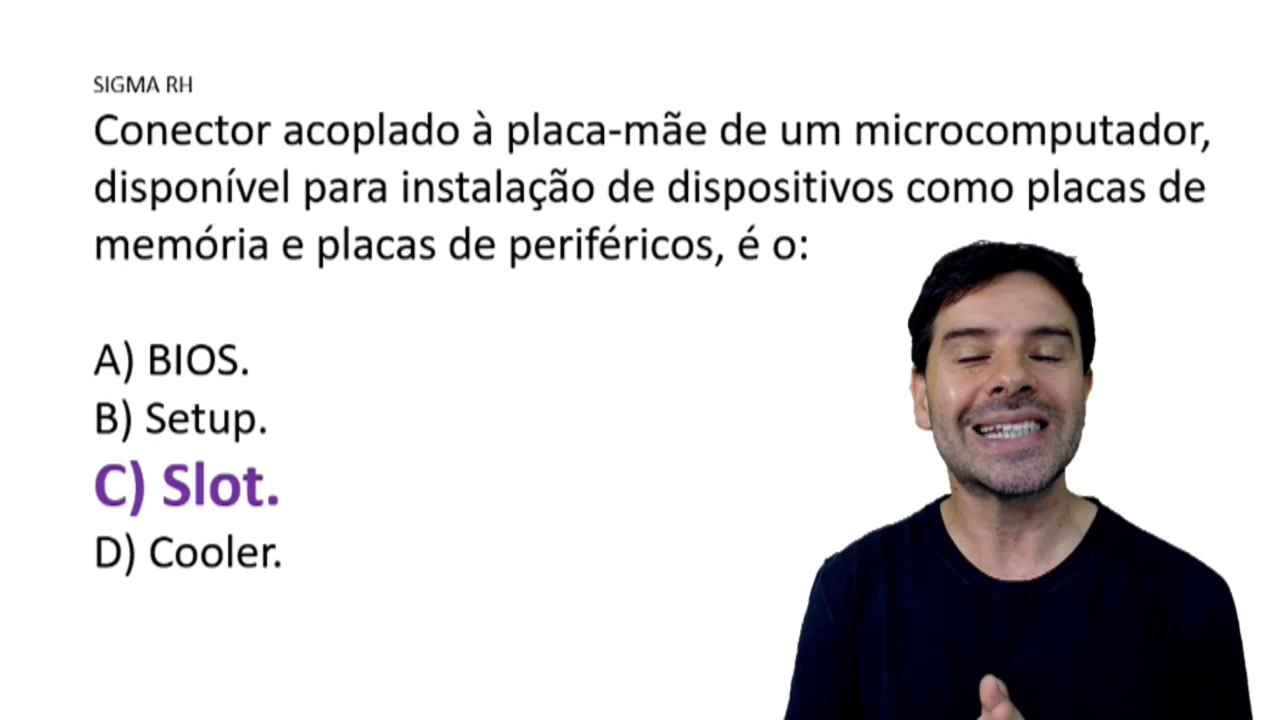 SIGMA RH
Conector acoplado à placa-mãe de um microcomputador,
disponível para instalação de dispositivos como placas de
memória e placas de periféricos, é o:
A) BIOS.
B) Setup.
C) Slot.
D) Cooler.